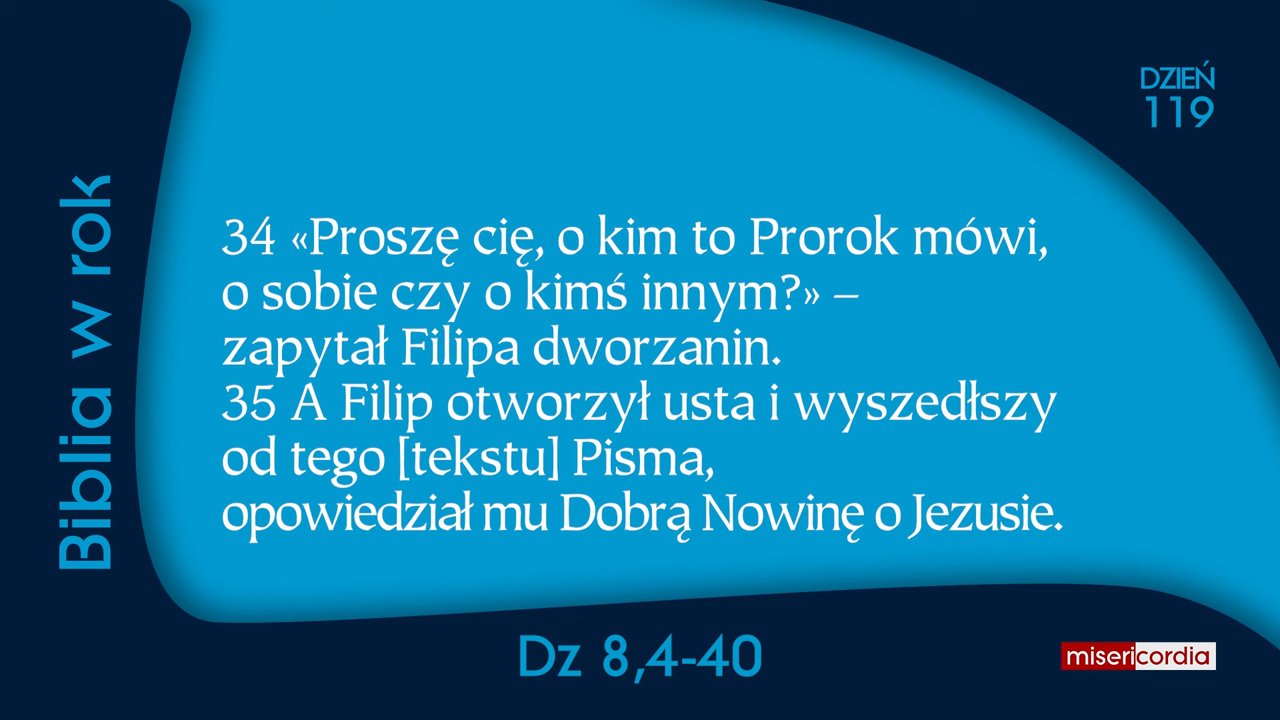 DZIEŃ
119
Biblia w rok
34 «Proszę cię, o kim to Prorok mówi,
o sobie czy o kimś innym?» –
zapytał Filipa dworzanin.
35 A Filip otworzył usta i wyszedłszy
od tego [tekstu] Pisma,
opowiedział mu Dobrą Nowinę o Jezusie.
Dz 8,4-40
misericordia